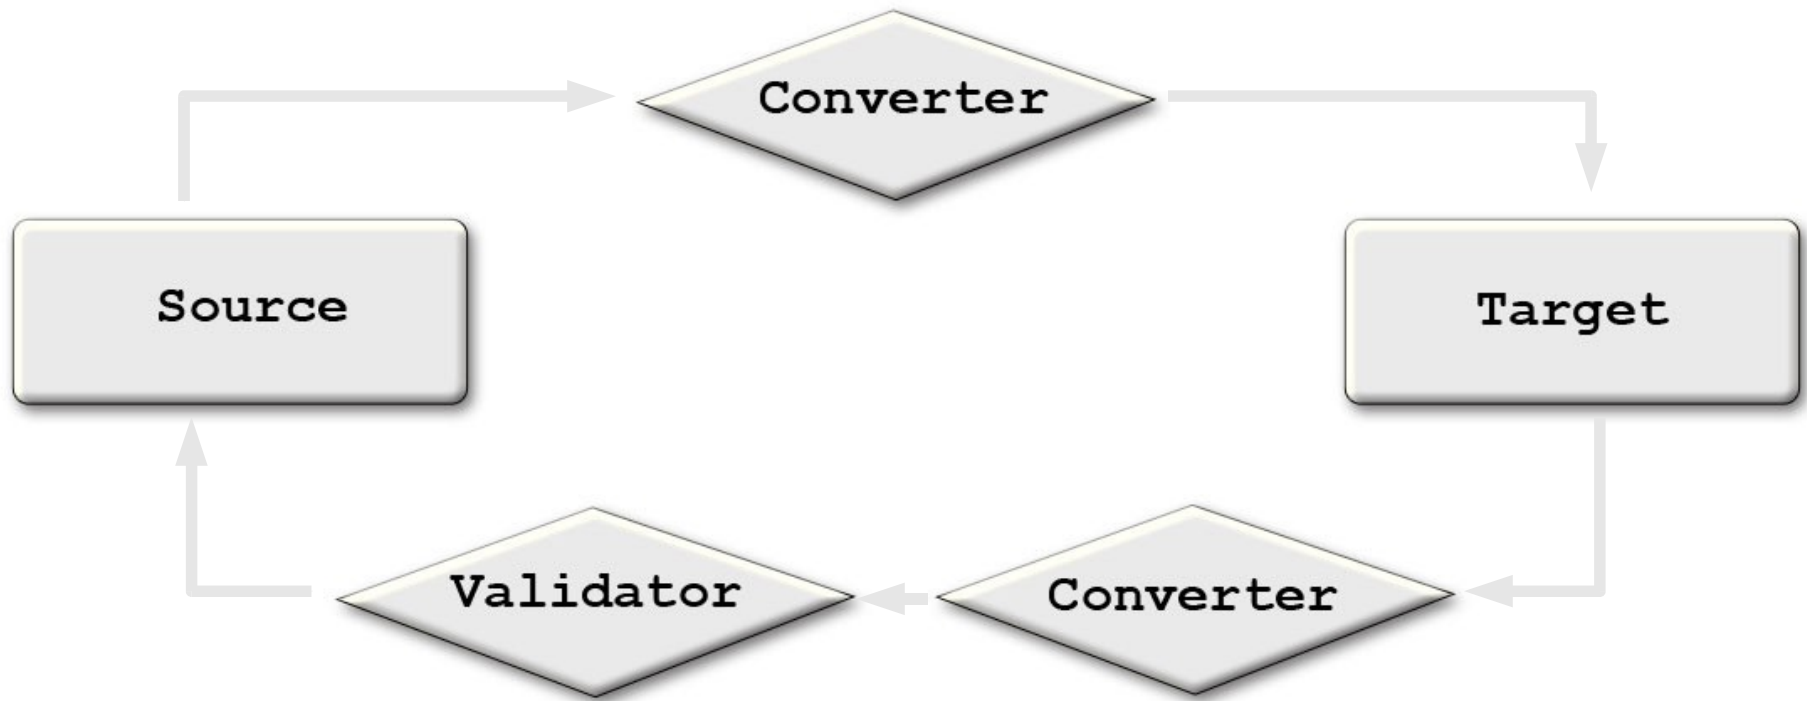 Converter
Source
Target
Validator
Converter